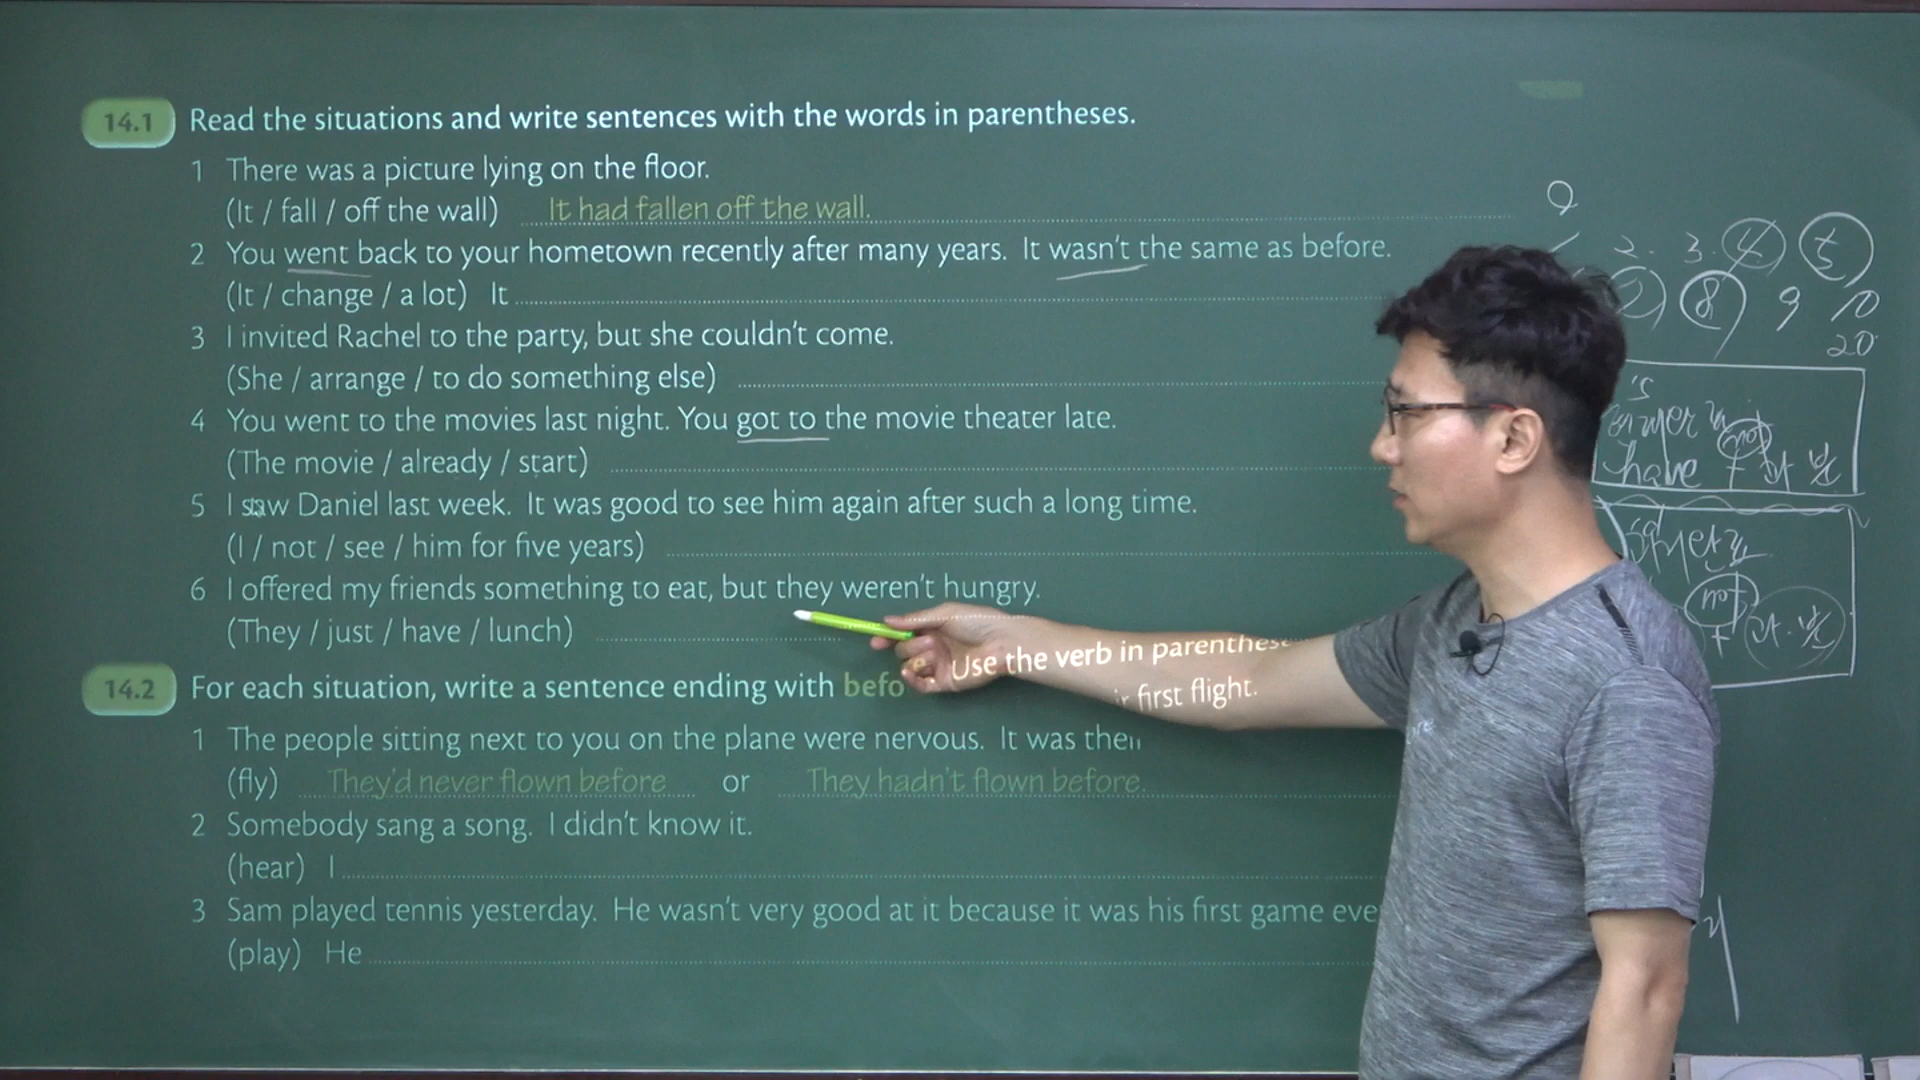 14.1 Read the situations and write sentences with the words in parentheses.
1 There was a picture lying on the floor.
(It / fall / off the wall) It had fallen off the wall.
2 You went back to your hometown recently after many years. It wasn't the same as before.
(It / change / a lot) It
3 I invited Rachel to the party, but she couldn't come.
(She / arrange / to do something else)
4 You went to the movies last night. You got to the movie theater late.
(The movie / already / start)
5 I saw Daniel last week. It was good to see him again after such a long time.
(I / not / see / him for five years)
6 I offered my friends something to eat, but they weren't hungry.
(They / just / have / lunch)
14.2 For each situation, write a sentence ending with befo Use the verb in parenthese
1 The people sitting next to you on the plane were nervous. It was their first flight.
(fly) They'd never flown before or They hadn't flown before.
2 Somebody sang a song. I didn't know it.
(hear) I
3 Sam played tennis yesterday. He wasn't very good at it because it was his first game eve
(play) He
2. 3. 4 5
8 9 10
20
's
not
have +
not
+